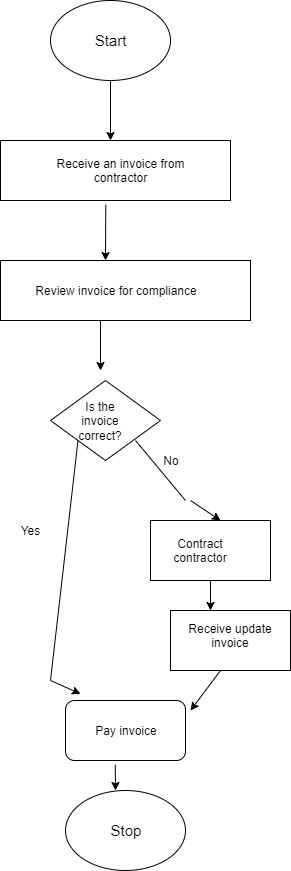 Start
Receive an invoice from
contractor
Review invoice for compliance
Is the
invoice
correct?
No
Yes
Contract
contractor
Receive update
invoice
Pay invoice
Stop